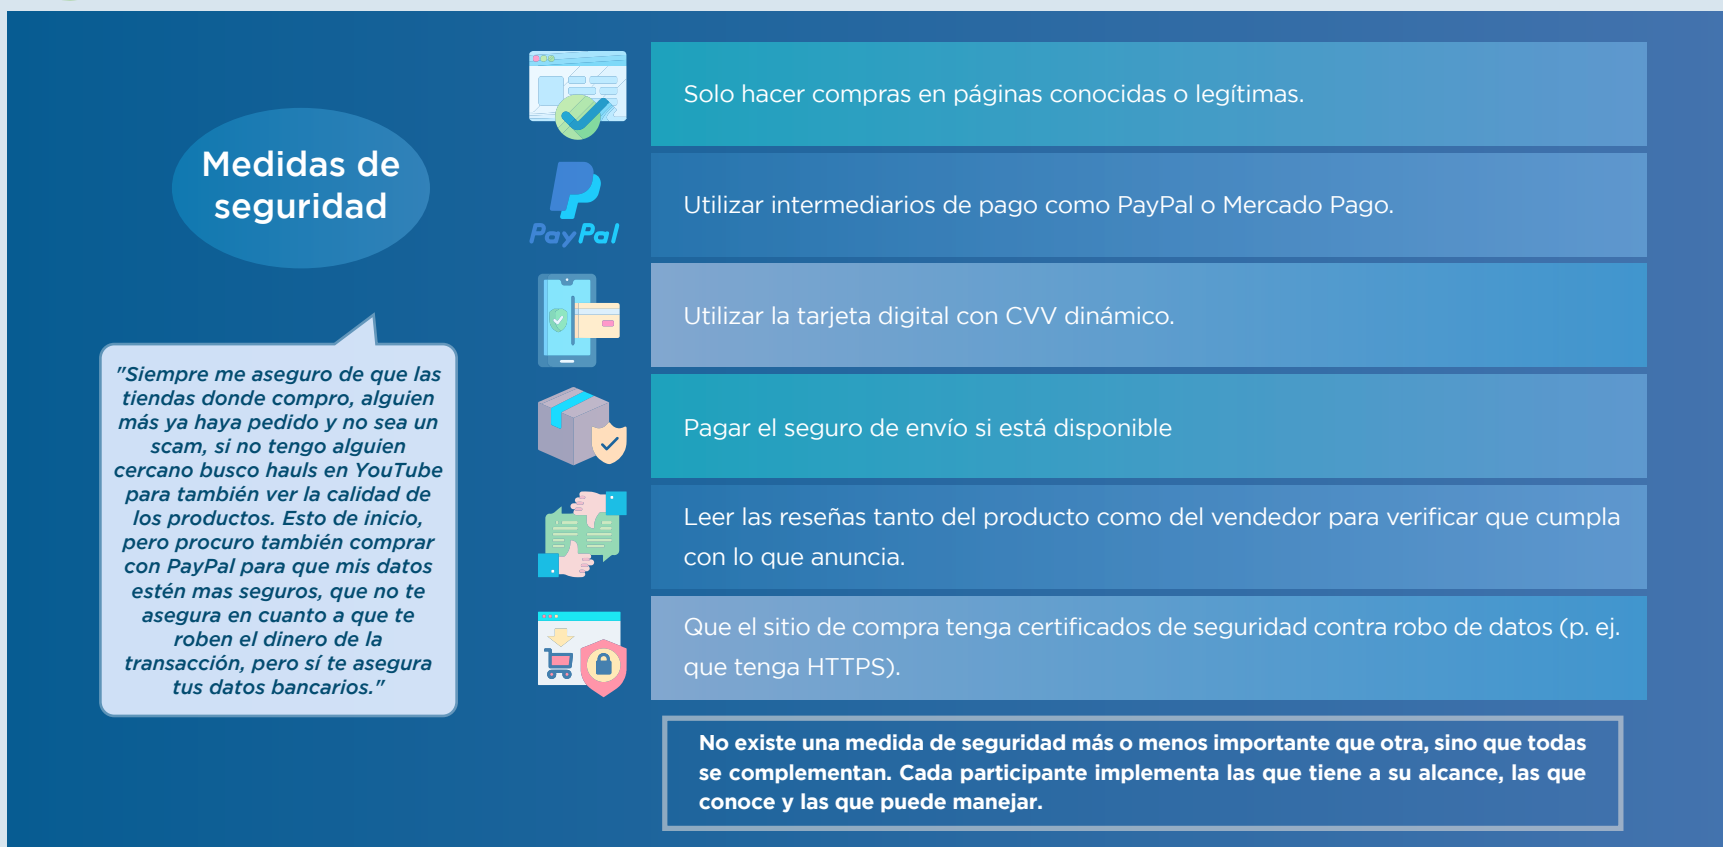 Medidas de
seguridad
"Siempre me aseguro de que las
tiendas donde compro, alguien
más ya haya pedido y no sea un
scam, si no tengo alguien
cercano busco hauls en YouTube
para también ver la calidad de
los productos. Esto de inicio,
pero procuro también comprar
con PayPal para que mis datos
estén mas seguros, que no te
asegura en cuanto a que te
roben el dinero de la
transacción, pero sí te asegura
tus datos bancarios."
Solo hacer compras en páginas conocidas o legítimas.
PayPal
Utilizar intermediarios de pago como PayPal o Mercado Pago.
Utilizar la tarjeta digital con CVV dinámico.
Pagar el seguro de envío si está disponible
Leer las reseñas tanto del producto como del vendedor para verificar que cumpla
con lo que anuncia.
Que el sitio de compra tenga certificados de seguridad contra robo de datos (p. ej.
que tenga HTTPS).
No existe una medida de seguridad más o menos importante que otra, sino que todas
se complementan. Cada participante implementa las que tiene a su alcance, las que
conoce y las que puede manejar.